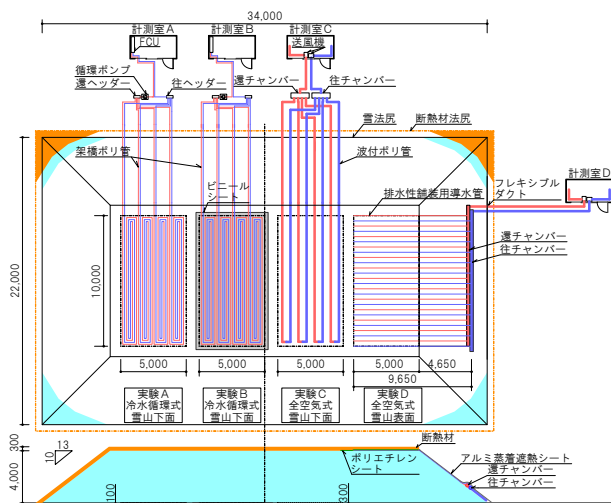 34,000
計測室A
計測室B
計測室C
FCU
送風機
循環ポンプ
還ヘッダー
往ヘッダー
還チャンバー
往チャンバー
雪法尻
断熱材法尻
架橋ポリ管
ビニール
シート
波付ポリ管
排水性舗装用導水管
フレキシブル
ダクト
計測室D
還チャンバー
往チャンバー
22,000
10,000
5,000
5,000
5,000
5,000
4,650
9,650
実験A
冷水循環式
雪山下面
実験B
冷水循環式
雪山下面
実験C
全空気式
雪山下面
実験D
全空気式
雪山表面
300
13
10
4,000
断熱材
ポリエチレン
シート
アルミ蒸着遮熱シート
還チャンバー
往チャンバー
100
300